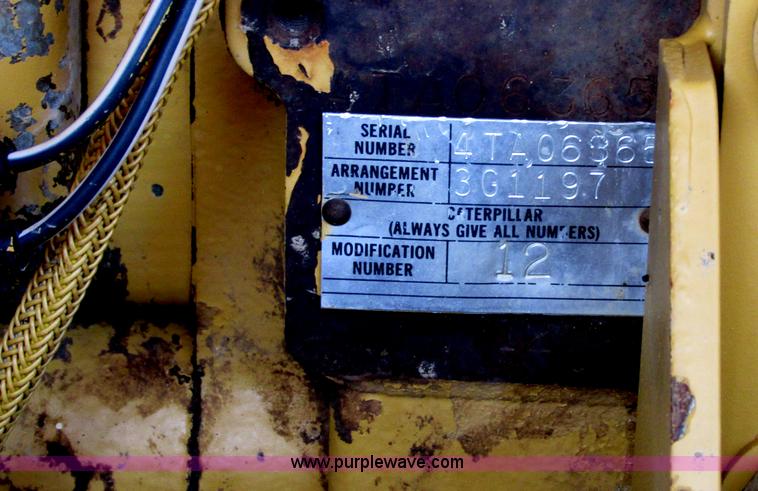 SERIAL NUMBER 4TA06365
ARRANGEMENT NUMBER 3G1197
CATERPILLAR
(ALWAYS GIVE ALL NUMBERS)
MODIFICATION NUMBER 12
www.purplewave.com